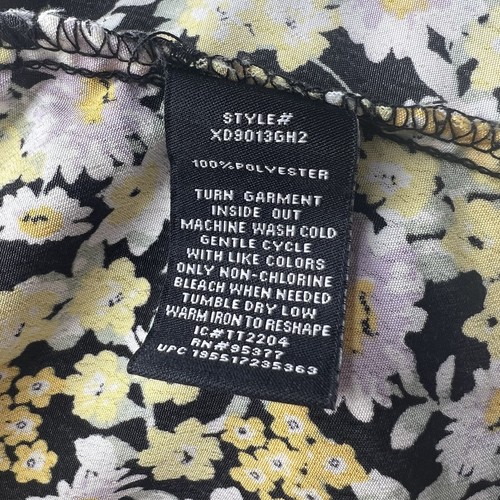 STYLE#
XD9013GH2
100%POLYESTER
TURN GARMENT
INSIDE OUT
MACHINE WASH COLD
GENTLE CYCLE
WITH LIKE COLORS
ONLY NON-CHLORINE
BLEACH WHEN NEEDED
TUMBLE DRY LOW
WARM IRON TO RESHAPE
IC#TT2204
RN#95377
UPC 195517235363